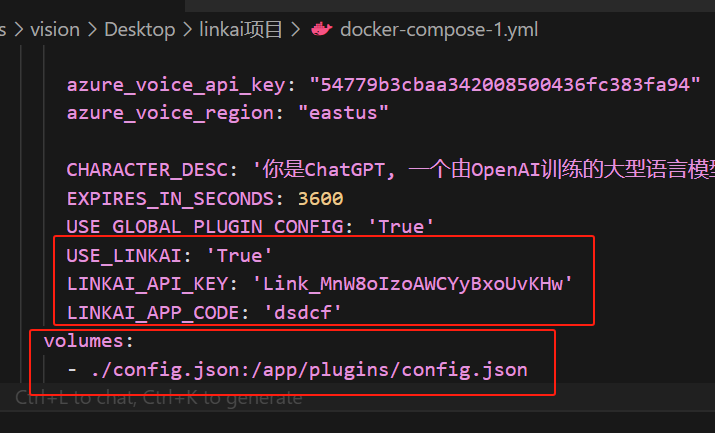 s > vision > Desktop > linkai项目 > docker-compose-1.yml
azure_voice_api_key: "54779b3cbaa342008500436fc383fa94"
azure_voice_region: "eastus"
CHARACTER_DESC: '你是ChatGPT, 一个由OpenAI训练的大型语言模型
EXPIRES_IN_SECONDS: 3600
USE_GLOBAL_PLUGIN_CONFIG: 'True'
USE_LINKAI: 'True'
LINKAI_API_KEY: 'Link_MnW8oIzoAWCYyBxoUvKHw'
LINKAI_APP_CODE: 'dsdcf'
volumes:
- ./config.json:/app/plugins/config.json
Ctrl+L to chat, Ctrl+K to generate